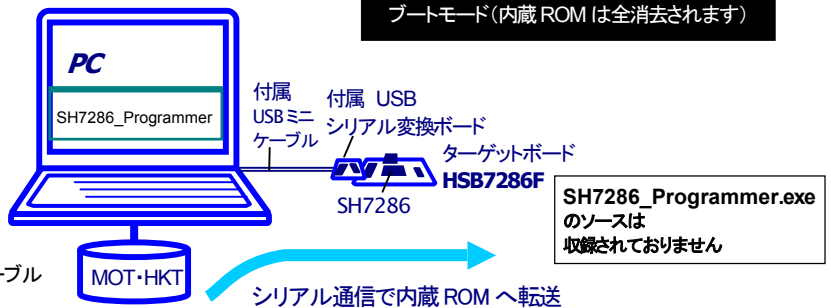 ブートモード（内蔵 ROM は全消去されます）
PC
SH7286_Programmer
付属
USB ミニ
ケーブル
付属 USB
シリアル変換ボード
ターゲットボード
HSB7286F
SH7286
SH7286_Programmer.exe
のソースは
収録されておりません
ーブル
MOT・HKT
シリアル通信で内蔵 ROM へ転送